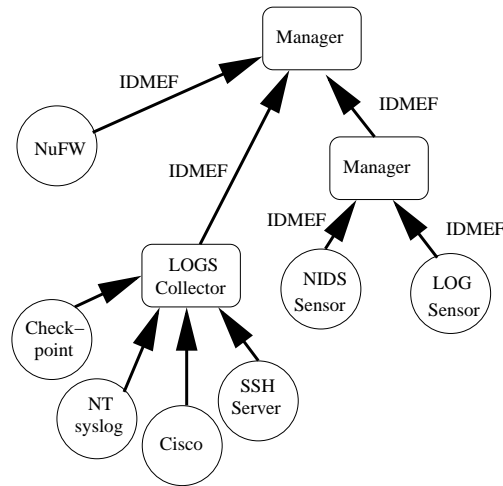 Manager
IDMEF
NuFW
IDMEF
IDMEF
Manager
IDMEF
IDMEF
LOGS
Collector
NIDS
Sensor
LOG
Sensor
Check−
point
NT
syslog
Cisco
SSH
Server